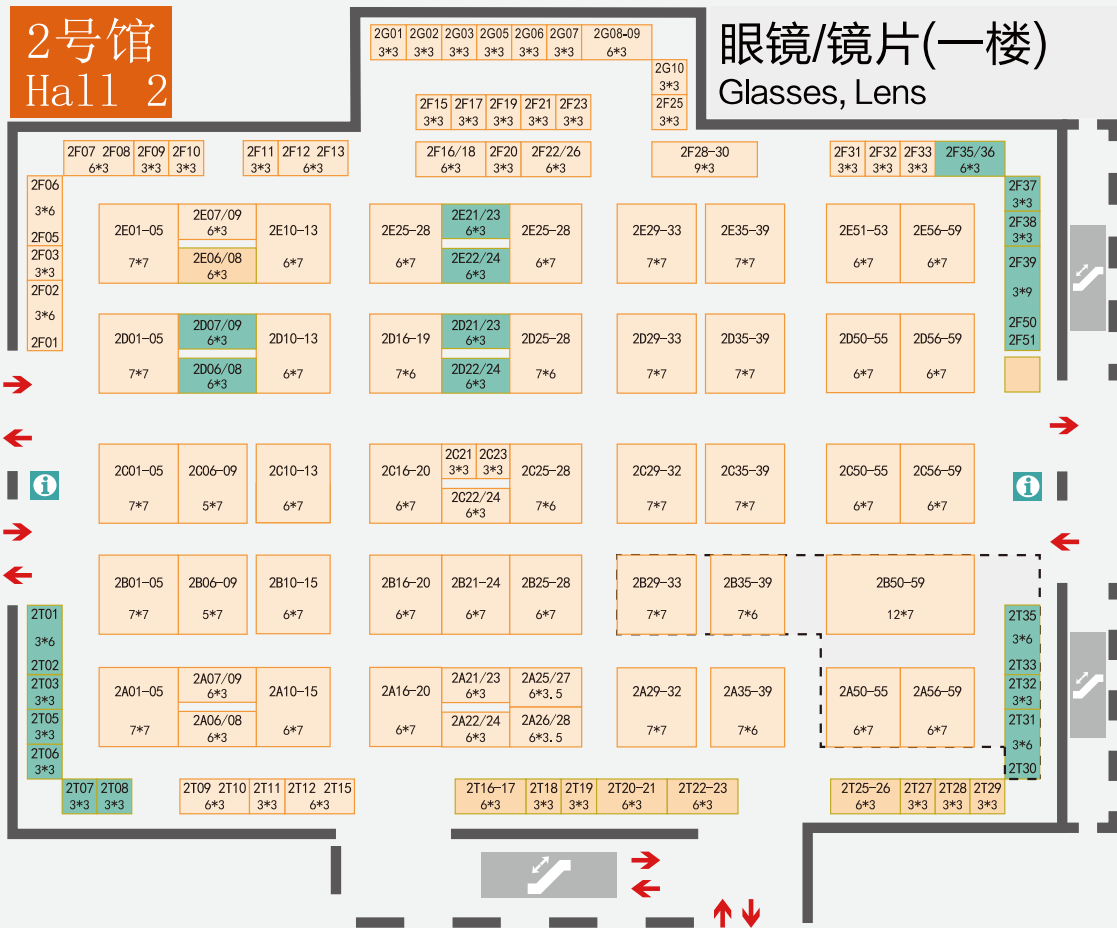 2号馆
Hall 2
眼镜/镜片(一楼)
Glasses, Lens
2G01 2G02 2G03 2G05 2G06 2G07 2G08-09
3*3 3*3 3*3 3*3 3*3 3*3 6*3
2G10
3*3
2F25
3*3
2F15 2F17 2F19 2F21 2F23
3*3 3*3 3*3 3*3 3*3
2F07 2F08 2F09 2F10
6*3 3*3 3*3
2F11 2F12 2F13
3*3 6*3
2F16/18 2F20 2F22/26
6*3 3*3 6*3
2F28-30
9*3
2F31 2F32 2F33 2F35/36
3*3 3*3 3*3 6*3
2F06
3*6
2F05
2F03
3*3
2F02
3*6
2F01
2F37
3*3
2F38
3*3
2F39
3*9
2F50
2F51
2E01-05
7*7
2E07/09
6*3
2E06/08
6*3
2E10-13
6*7
2E25-28
6*7
2E21/23
6*3
2E22/24
6*3
2E25-28
6*7
2E29-33
7*7
2E35-39
7*7
2E51-53
6*7
2E56-59
6*7
2D01-05
7*7
2D07/09
6*3
2D06/08
6*3
2D10-13
6*7
2D16-19
7*6
2D21/23
6*3
2D22/24
6*3
2D25-28
7*6
2D29-33
7*7
2D35-39
7*7
2D50-55
6*7
2D56-59
6*7
2C01-05
7*7
2C06-09
5*7
2C10-13
6*7
2C16-20
6*7
2C21 2C23
3*3 3*3
2C22/24
6*3
2C25-28
7*6
2C29-32
7*7
2C35-39
7*7
2C50-55
6*7
2C56-59
6*7
2B01-05
7*7
2B06-09
5*7
2B10-15
6*7
2B16-20
6*7
2B21-24
6*7
2B25-28
6*7
2B29-33
7*7
2B35-39
7*6
2B50-59
12*7
2T01
3*6
2T02
2T03
3*3
2T05
3*3
2T06
3*3
2T35
3*6
2T33
2T32
3*3
2T31
3*6
2T30
2A01-05
7*7
2A07/09
6*3
2A06/08
6*3
2A10-15
6*7
2A16-20
6*7
2A21/23
6*3
2A22/24
6*3
2A25/27
6*3.5
2A26/28
6*3.5
2A29-32
7*7
2A35-39
7*6
2A50-55
6*7
2A56-59
6*7
2T07 2T08
3*3 3*3
2T09 2T10 2T11 2T12 2T15
6*3 3*3 6*3
2T16-17 2T18 2T19 2T20-21 2T22-23
6*3 3*3 3*3 6*3 6*3
2T25-26 2T27 2T28 2T29
6*3 3*3 3*3 3*3